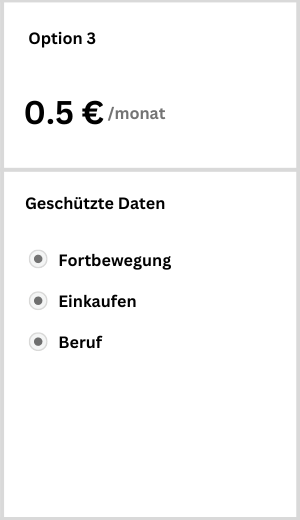 Option 3
0.5 € /monat
Geschützte Daten
Fortbewegung
Einkaufen
Beruf